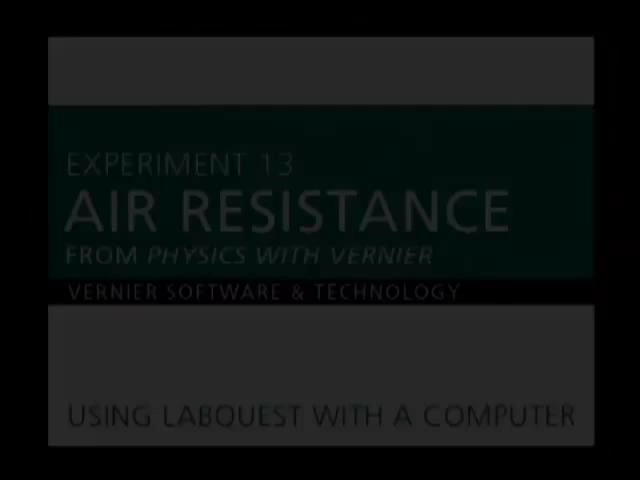 EXPERIMENT 13
AIR RESISTANCE
FROM PHYSICS WITH VERNIER
VERNIER SOFTWARE & TECHNOLOGY
USING LABQUEST WITH A COMPUTER